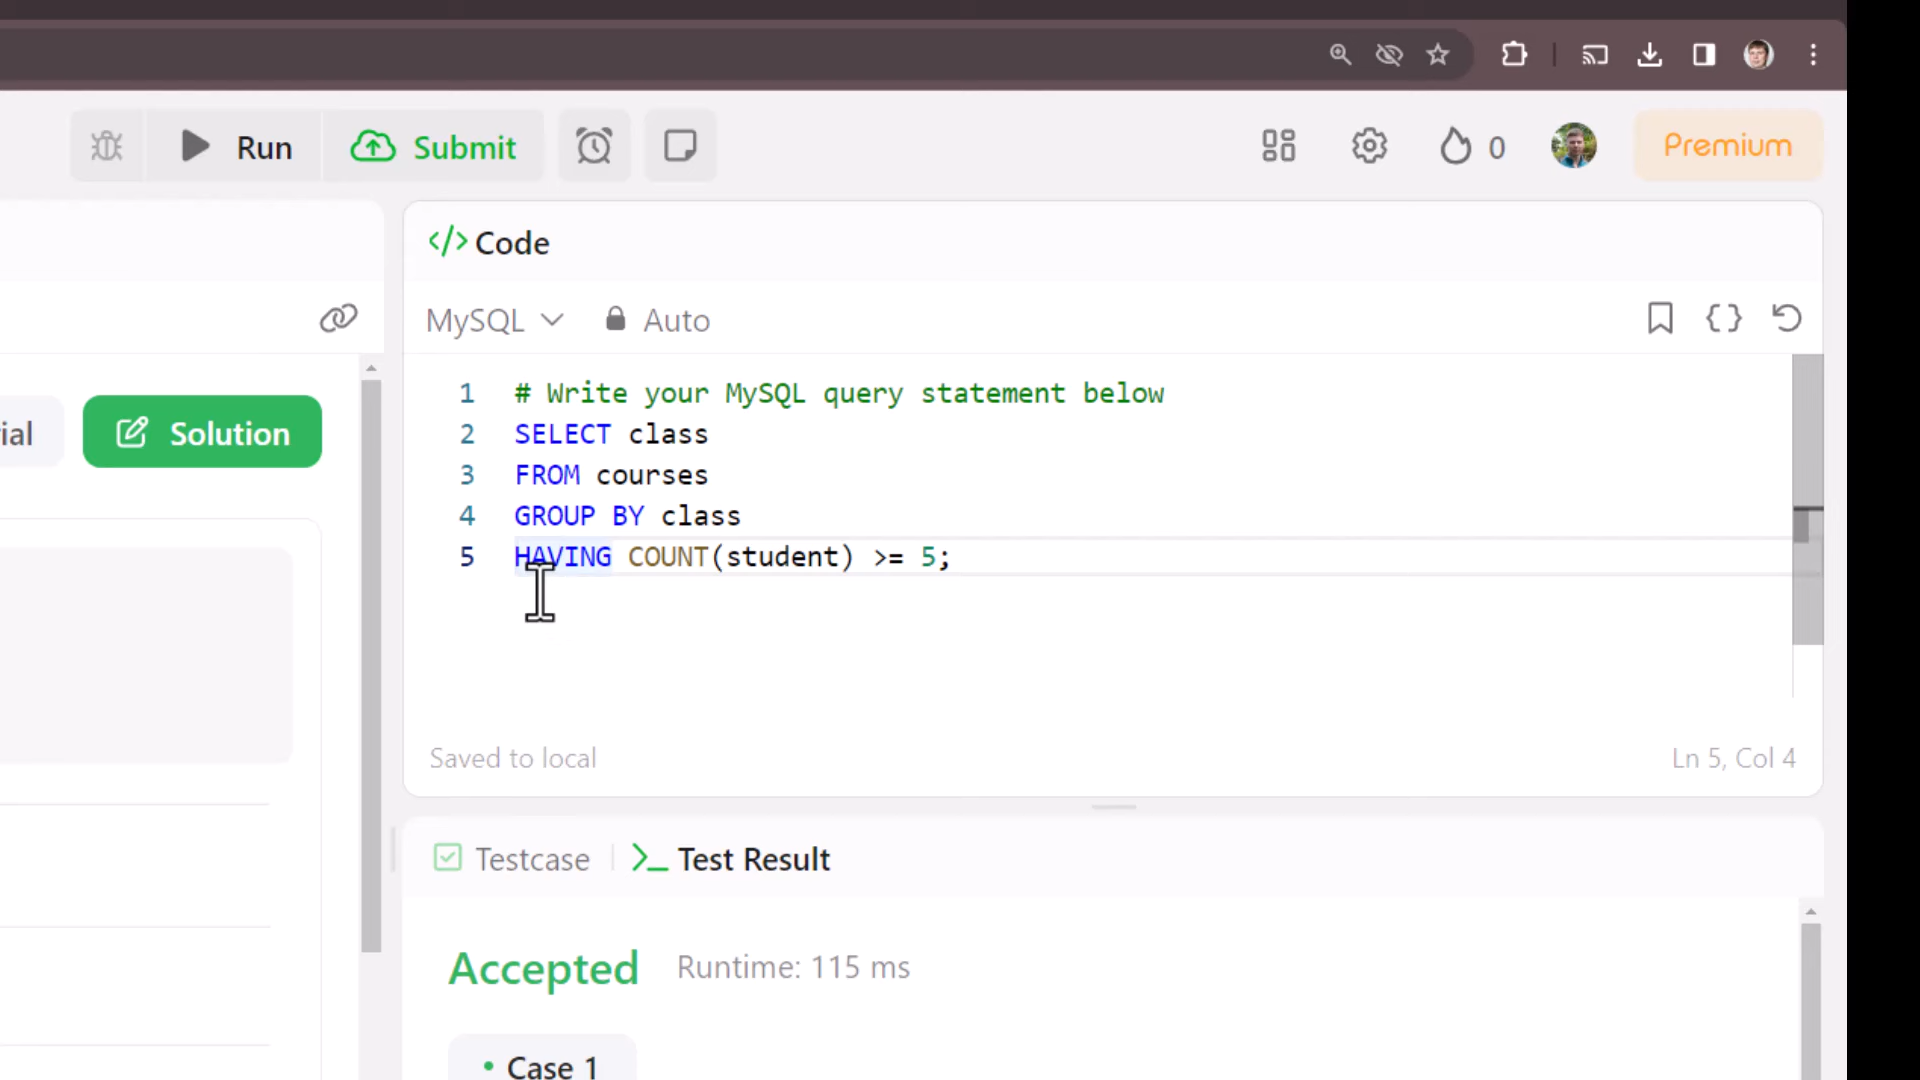 Run
Submit
0
Premium
</> Code
MySQL
Auto
ial
Solution
1 # Write your MySQL query statement below
2 SELECT class
3 FROM courses
4 GROUP BY class
5 HAVING COUNT(student) >= 5;
Saved to local
Ln 5, Col 4
Testcase
>_ Test Result
Accepted
Runtime: 115 ms
• Case 1